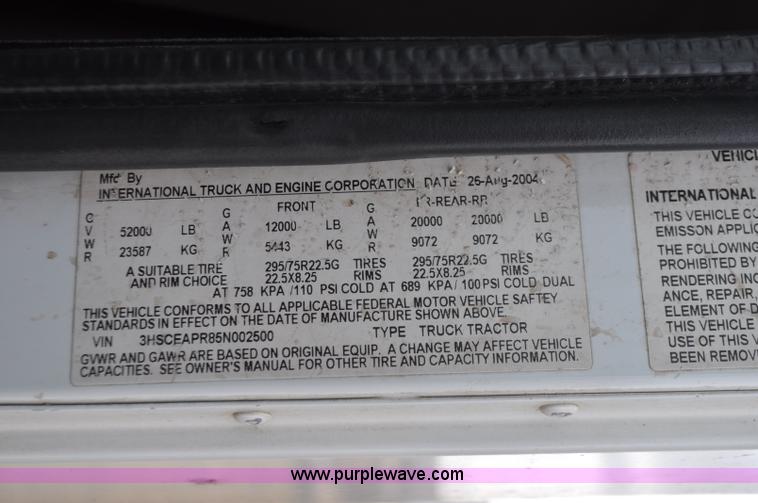 Mfd By
INTERNATIONAL TRUCK AND ENGINE CORPORATION DATE 26-Aug-2004
G V W R 52000 LB 23587 KG
G A W R
FRONT
12000 LB
5443 KG
G A W R
FR-REAR-RR
20000 20000 LB
9072 9072 KG
A SUITABLE TIRE 295/75R22.5G TIRES 295/75R22.5G TIRES
AND RIM CHOICE 22.5X8.25 RIMS 22.5X8.25 RIMS
AT 758 KPA /110 PSI COLD AT 689 KPA/100 PSI COLD DUAL
THIS VEHICLE CONFORMS TO ALL APPLICABLE FEDERAL MOTOR VEHICLE SAFTEY
STANDARDS IN EFFECT ON THE DATE OF MANUFACTURE SHOWN ABOVE.
VIN 3HSCEAPR85N002500 TYPE TRUCK TRACTOR
GVWR AND GAWR ARE BASED ON ORIGINAL EQUIP. A CHANGE MAY AFFECT VEHICLE
CAPACITIES. SEE OWNER'S MANUAL FOR OTHER TIRE AND CAPACITY INFORMATION.
VEHIC
INTERNATIONAL
THIS VEHICLE CO
EMISSON APPLIC
THE FOLLOWING
PROHIBITED BY
RENDERING INC
ANCE, REPAIR,
ELEMENT OF D
THIS VEHICLE
USE OF THIS V
BEEN REMOV
www.purplewave.com